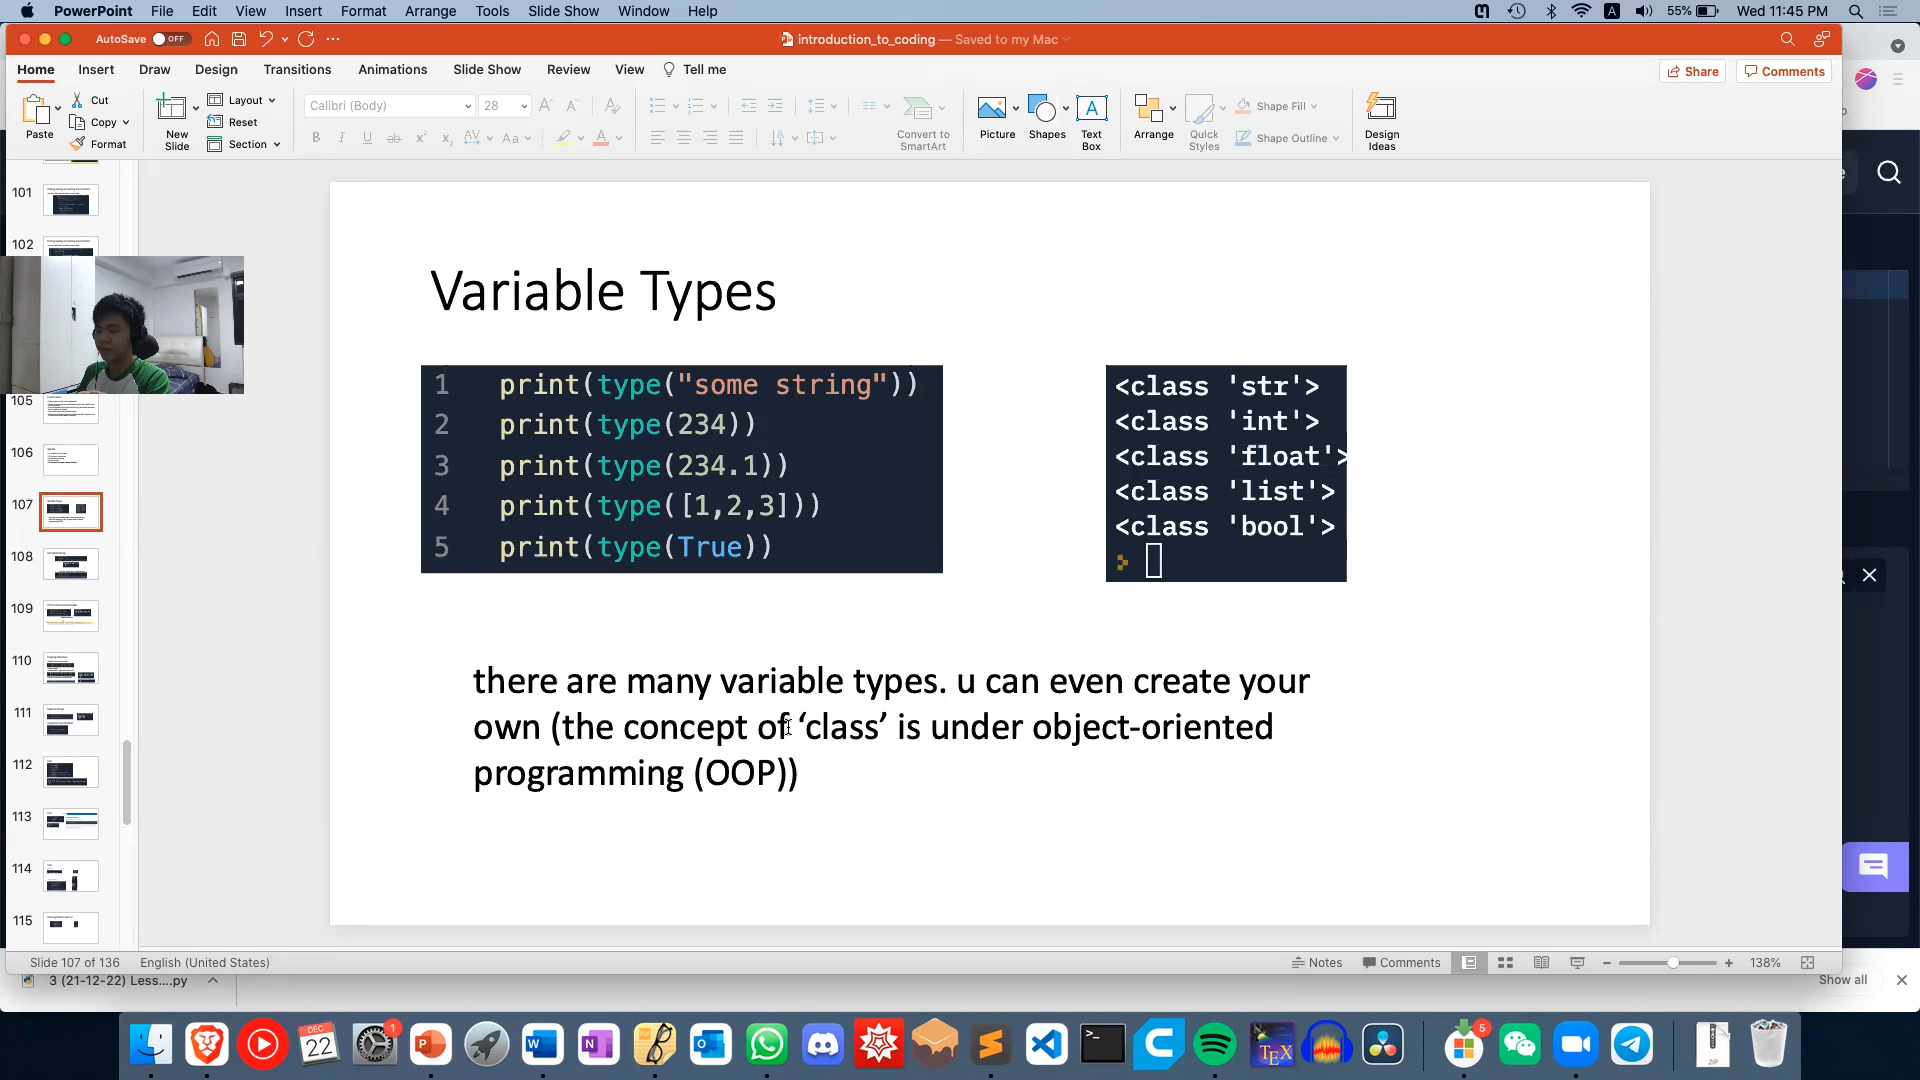 PowerPoint File Edit View Insert Format Arrange Tools Slide Show Window Help
55% Wed 11:45 PM
AutoSave OFF
introduction_to_coding — Saved to my Mac
Home Insert Draw Design Transitions Animations Slide Show Review View Tell me
Share Comments
Paste
Cut
Copy
Format
New Slide
Layout
Reset
Section
Calibri (Body) 28
Convert to SmartArt
Picture
Shapes
Text Box
Arrange
Quick Styles
Shape Fill
Shape Outline
Design Ideas
101
102
105
106
107
108
109
110
111
112
113
114
115
Variable Types
1 print(type("some string"))
2 print(type(234))
3 print(type(234.1))
4 print(type([1,2,3]))
5 print(type(True))
<class 'str'>
<class 'int'>
<class 'float'>
<class 'list'>
<class 'bool'>
there are many variable types. u can even create your
own (the concept of ‘class’ is under object-oriented
programming (OOP))
Slide 107 of 136 English (United States)
Notes Comments 138%
3 (21-12-22) Less....py
Show all
DEC
22
1
5
TEX
ZIP